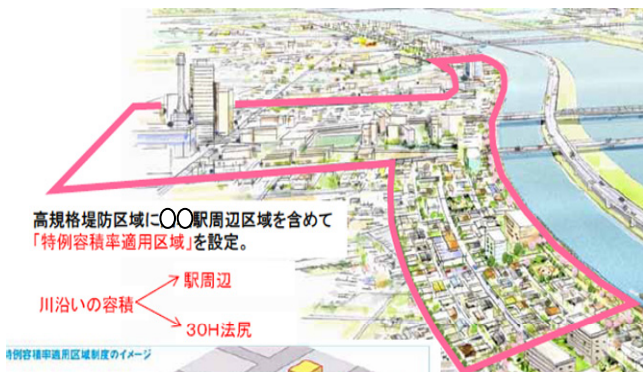 高規格堤防区域に〇〇駅周辺区域を含めて
「特例容積率適用区域」を設定。
駅周辺
川沿いの容積
30H法尻
特例容積率適用区域制度のイメージ